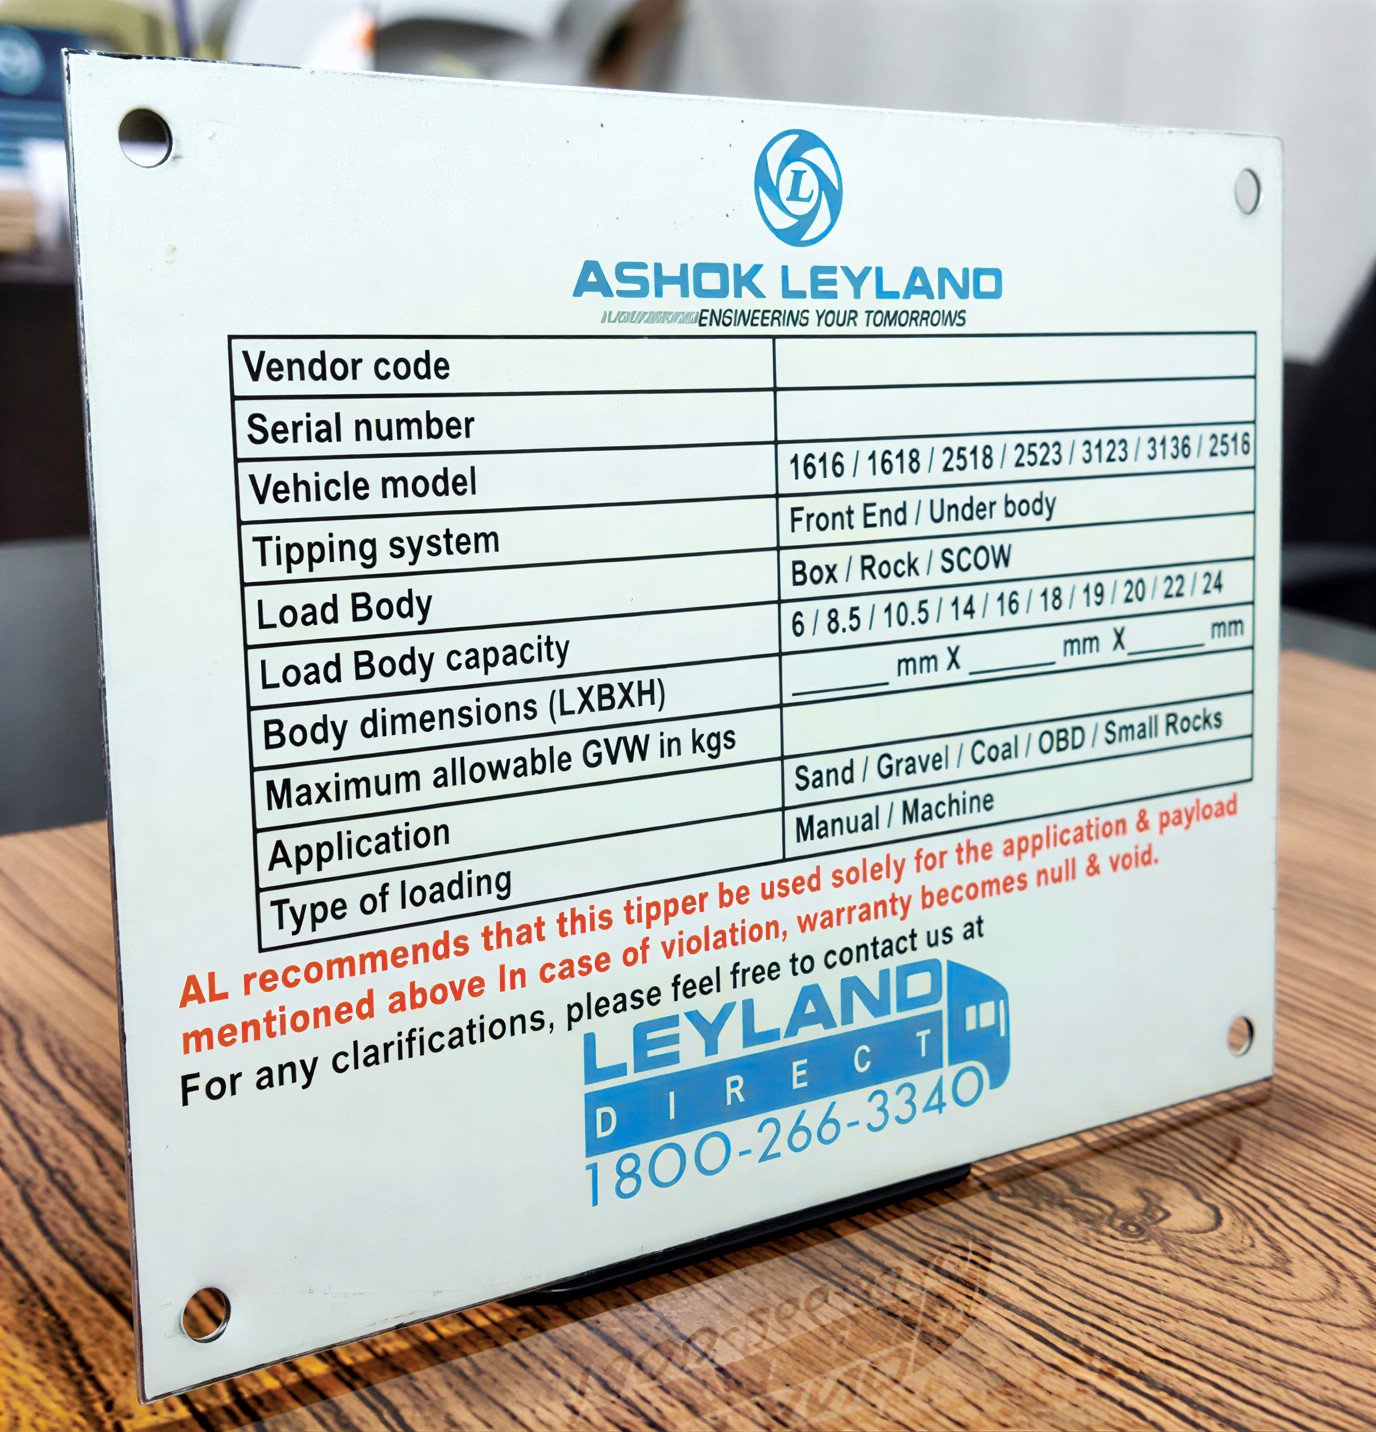 L
ASHOK LEYLAND
ENGINEERING YOUR TOMORROWS
Vendor code
Serial number
Vehicle model 1616 / 1618 / 2518 / 2523 / 3123 / 3136 / 2516
Tipping system Front End / Under body
Load Body Box / Rock / SCOW
Load Body capacity 6 / 8.5 / 10.5 / 14 / 16 / 18 / 19 / 20 / 22 / 24
Body dimensions (LXBXH) ______ mm X ______ mm X ______ mm
Maximum allowable GVW in kgs
Application Sand / Gravel / Coal / OBD / Small Rocks
Type of loading Manual / Machine
AL recommends that this tipper be used solely for the application & payload
mentioned above In case of violation, warranty becomes null & void.
For any clarifications, please feel free to contact us at
LEYLAND
DIRECT
1800-266-3340